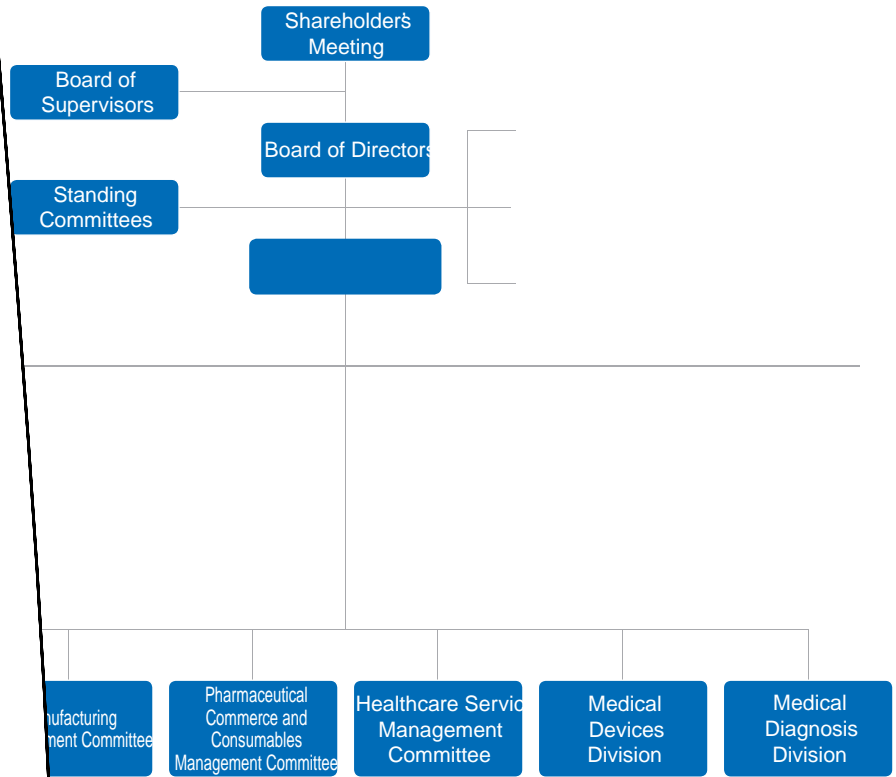 Shareholder's
Meeting
Board of
Supervisors
Board of Directors
Standing
Committees
nufacturing
ment Committee
Pharmaceutical
Commerce and
Consumables
Management Committee
Healthcare Servic
Management
Committee
Medical
Devices
Division
Medical
Diagnosis
Division